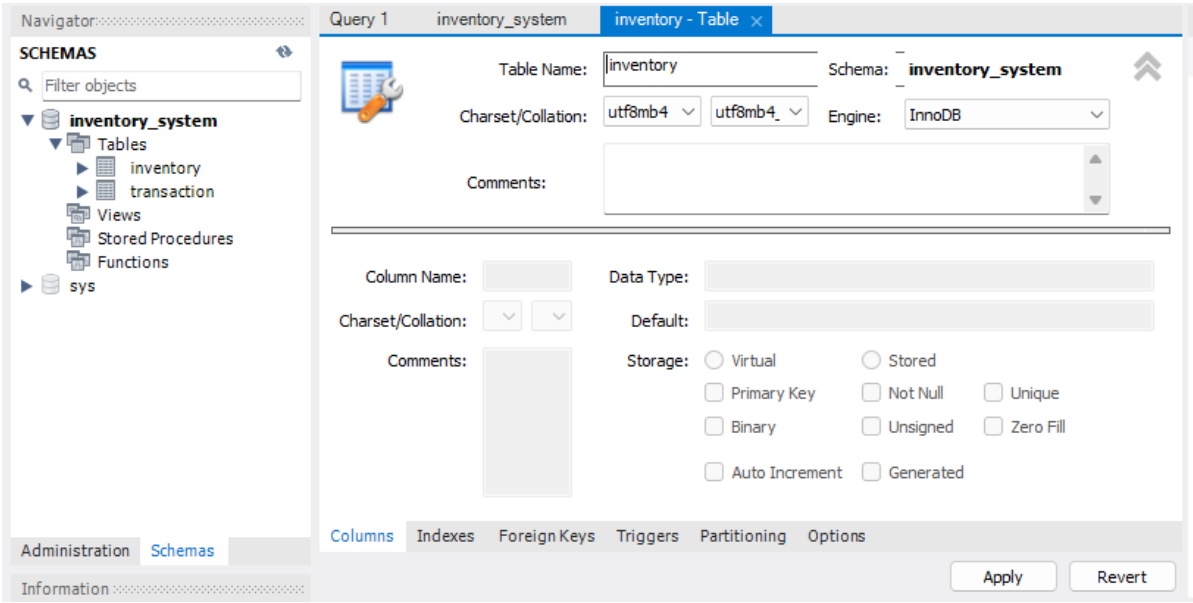 Navigator
SCHEMAS
Filter objects
inventory_system
Tables
inventory
transaction
Views
Stored Procedures
Functions
sys
Administration Schemas
Information
Query 1 inventory_system inventory - Table
Table Name: inventory Schema: inventory_system
Charset/Collation: utf8mb4 utf8mb4_ Engine: InnoDB
Comments:
Column Name: Data Type:
Charset/Collation: Default:
Comments: Storage: Virtual Stored
Primary Key Not Null Unique
Binary Unsigned Zero Fill
Auto Increment Generated
Columns Indexes Foreign Keys Triggers Partitioning Options
Apply Revert